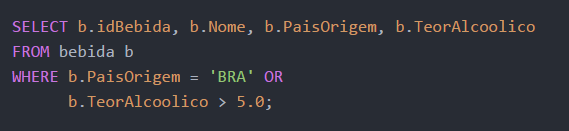 SELECT b.idBebida, b.Nome, b.PaisOrigem, b.TeorAlcoolico
FROM bebida b
WHERE b.PaisOrigem = 'BRA' OR
      b.TeorAlcoolico > 5.0;